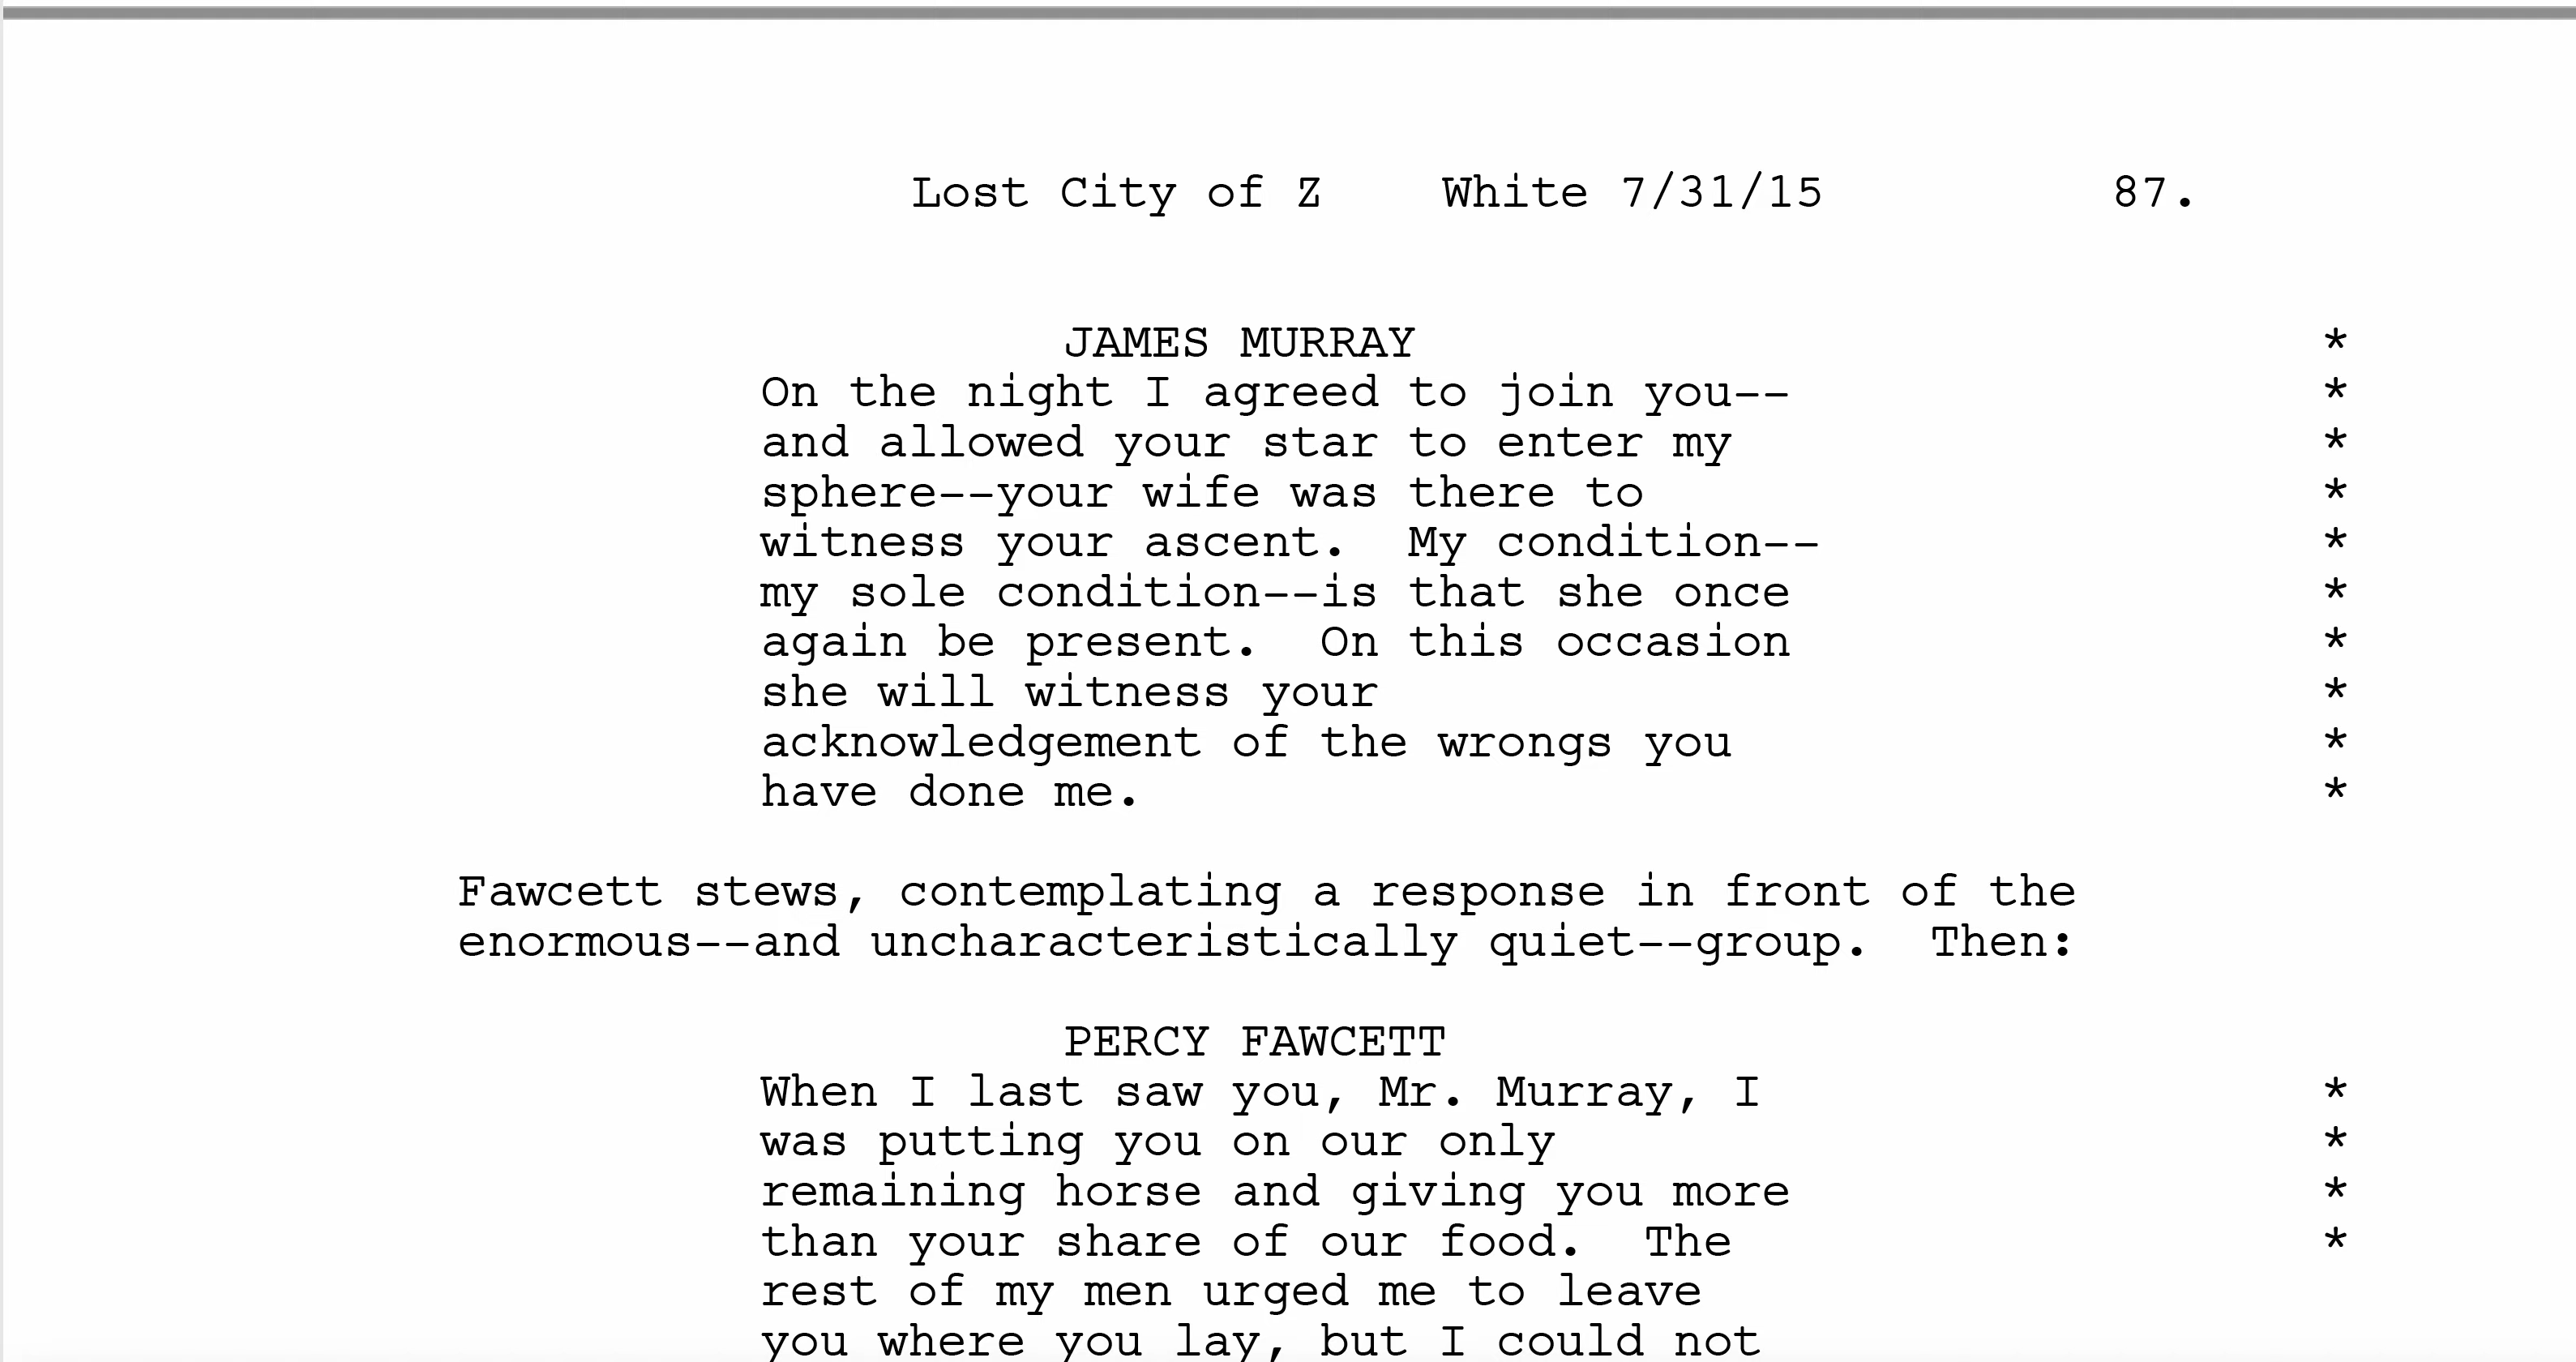 Lost City of Z    White 7/31/15    87.
JAMES MURRAY *
On the night I agreed to join you-- *
and allowed your star to enter my *
sphere--your wife was there to *
witness your ascent.  My condition-- *
my sole condition--is that she once *
again be present.  On this occasion *
she will witness your *
acknowledgement of the wrongs you *
have done me. *
Fawcett stews, contemplating a response in front of the
enormous--and uncharacteristically quiet--group.  Then:
PERCY FAWCETT
When I last saw you, Mr. Murray, I *
was putting you on our only *
remaining horse and giving you more *
than your share of our food.  The *
rest of my men urged me to leave
you where you lay, but I could not